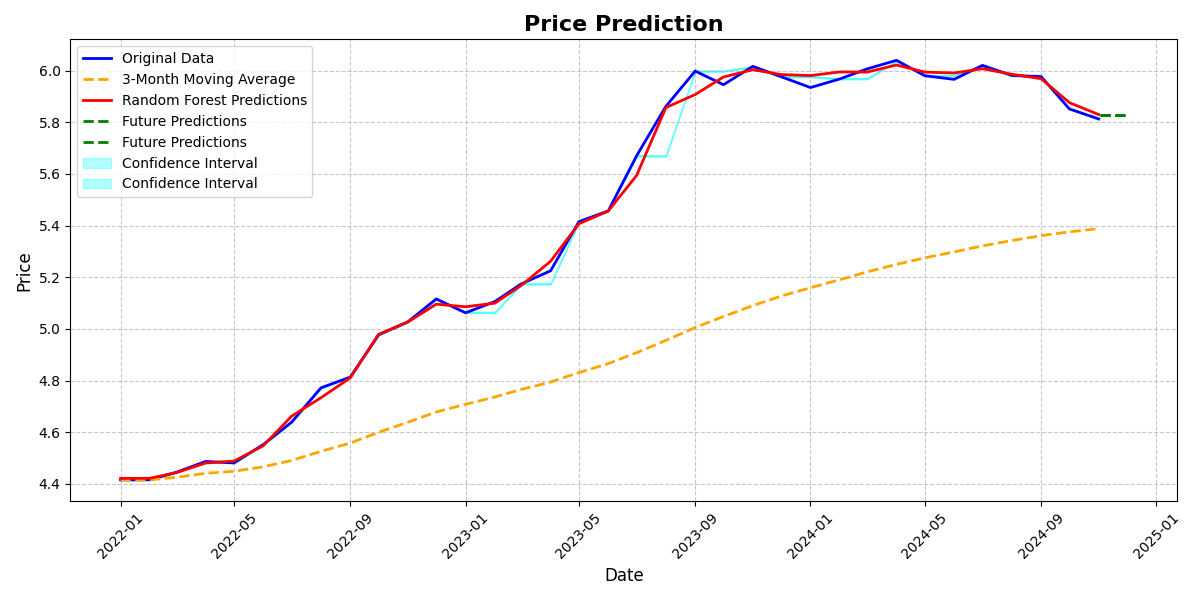 Price Prediction
Original Data
3-Month Moving Average
Random Forest Predictions
Future Predictions
Future Predictions
Confidence Interval
Confidence Interval
Price
6.0
5.8
5.6
5.4
5.2
5.0
4.8
4.6
4.4
2022-01
2022-05
2022-09
2023-01
2023-05
2023-09
2024-01
2024-05
2024-09
2025-01
Date